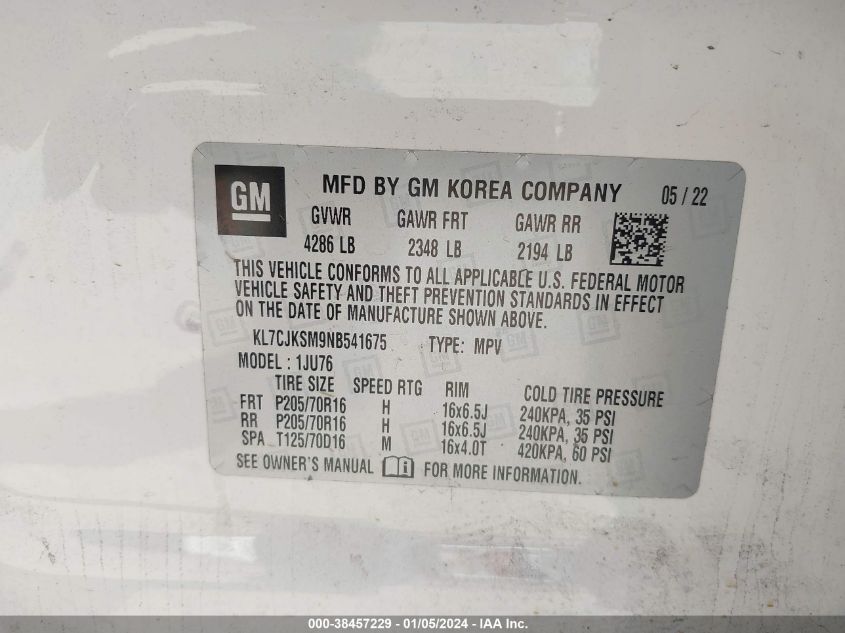 GM MFD BY GM KOREA COMPANY 05 / 22
GVWR GAWR FRT GAWR RR
4286 LB 2348 LB 2194 LB
THIS VEHICLE CONFORMS TO ALL APPLICABLE U.S. FEDERAL MOTOR
VEHICLE SAFETY AND THEFT PREVENTION STANDARDS IN EFFECT
ON THE DATE OF MANUFACTURE SHOWN ABOVE.
KL7CJKSM9NB541675 TYPE: MPV
MODEL : 1JU76
TIRE SIZE SPEED RTG RIM COLD TIRE PRESSURE
FRT P205/70R16 H 16x6.5J 240KPA, 35 PSI
RR P205/70R16 H 16x6.5J 240KPA, 35 PSI
SPA T125/70D16 M 16x4.0T 420KPA, 60 PSI
SEE OWNER'S MANUAL FOR MORE INFORMATION.
000-38457229 - 01/05/2024 - IAA Inc.